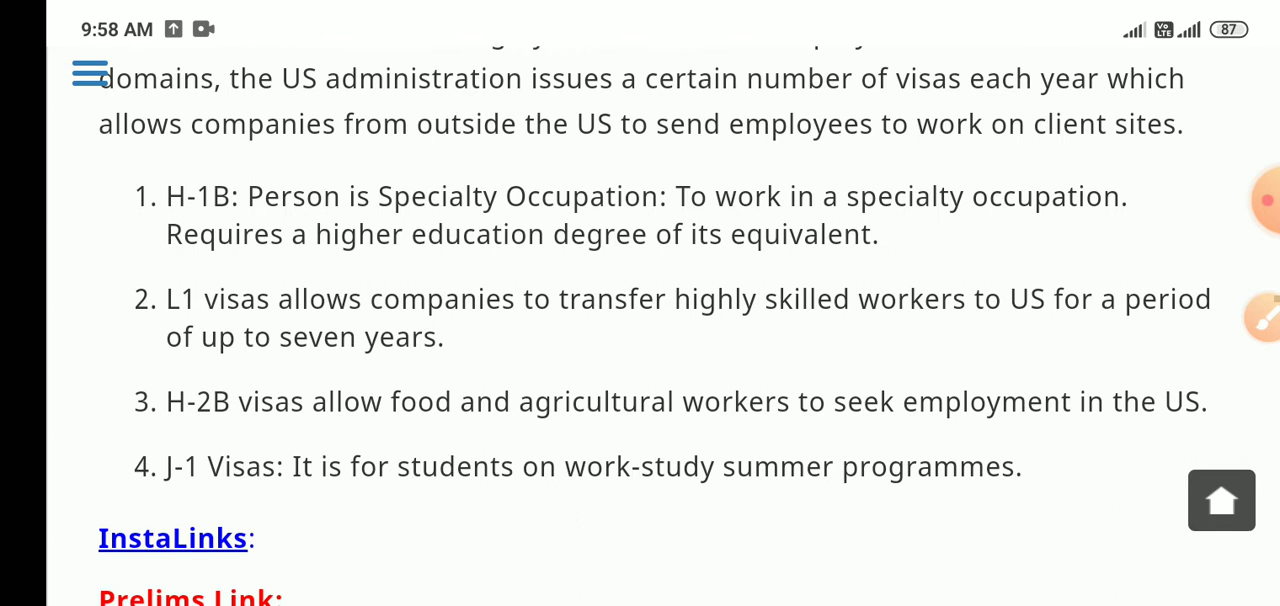 9:58 AM
Vo LTE
87
domains, the US administration issues a certain number of visas each year which
allows companies from outside the US to send employees to work on client sites.
1. H-1B: Person is Specialty Occupation: To work in a specialty occupation.
Requires a higher education degree of its equivalent.
2. L1 visas allows companies to transfer highly skilled workers to US for a period
of up to seven years.
3. H-2B visas allow food and agricultural workers to seek employment in the US.
4. J-1 Visas: It is for students on work-study summer programmes.
InstaLinks:
Prelims Link: